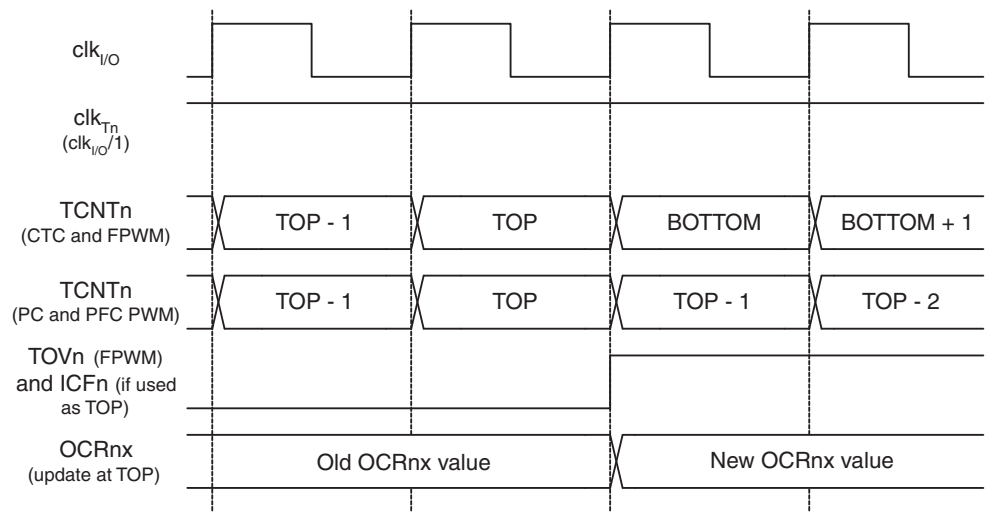 clkI/O
clkTn
(clkI/O/1)
TCNTn
(CTC and FPWM)
TOP - 1
TOP
BOTTOM
BOTTOM + 1
TCNTn
(PC and PFC PWM)
TOP - 1
TOP
TOP - 1
TOP - 2
TOVn (FPWM)
and ICFn (if used
as TOP)
OCRnx
(update at TOP)
Old OCRnx value
New OCRnx value